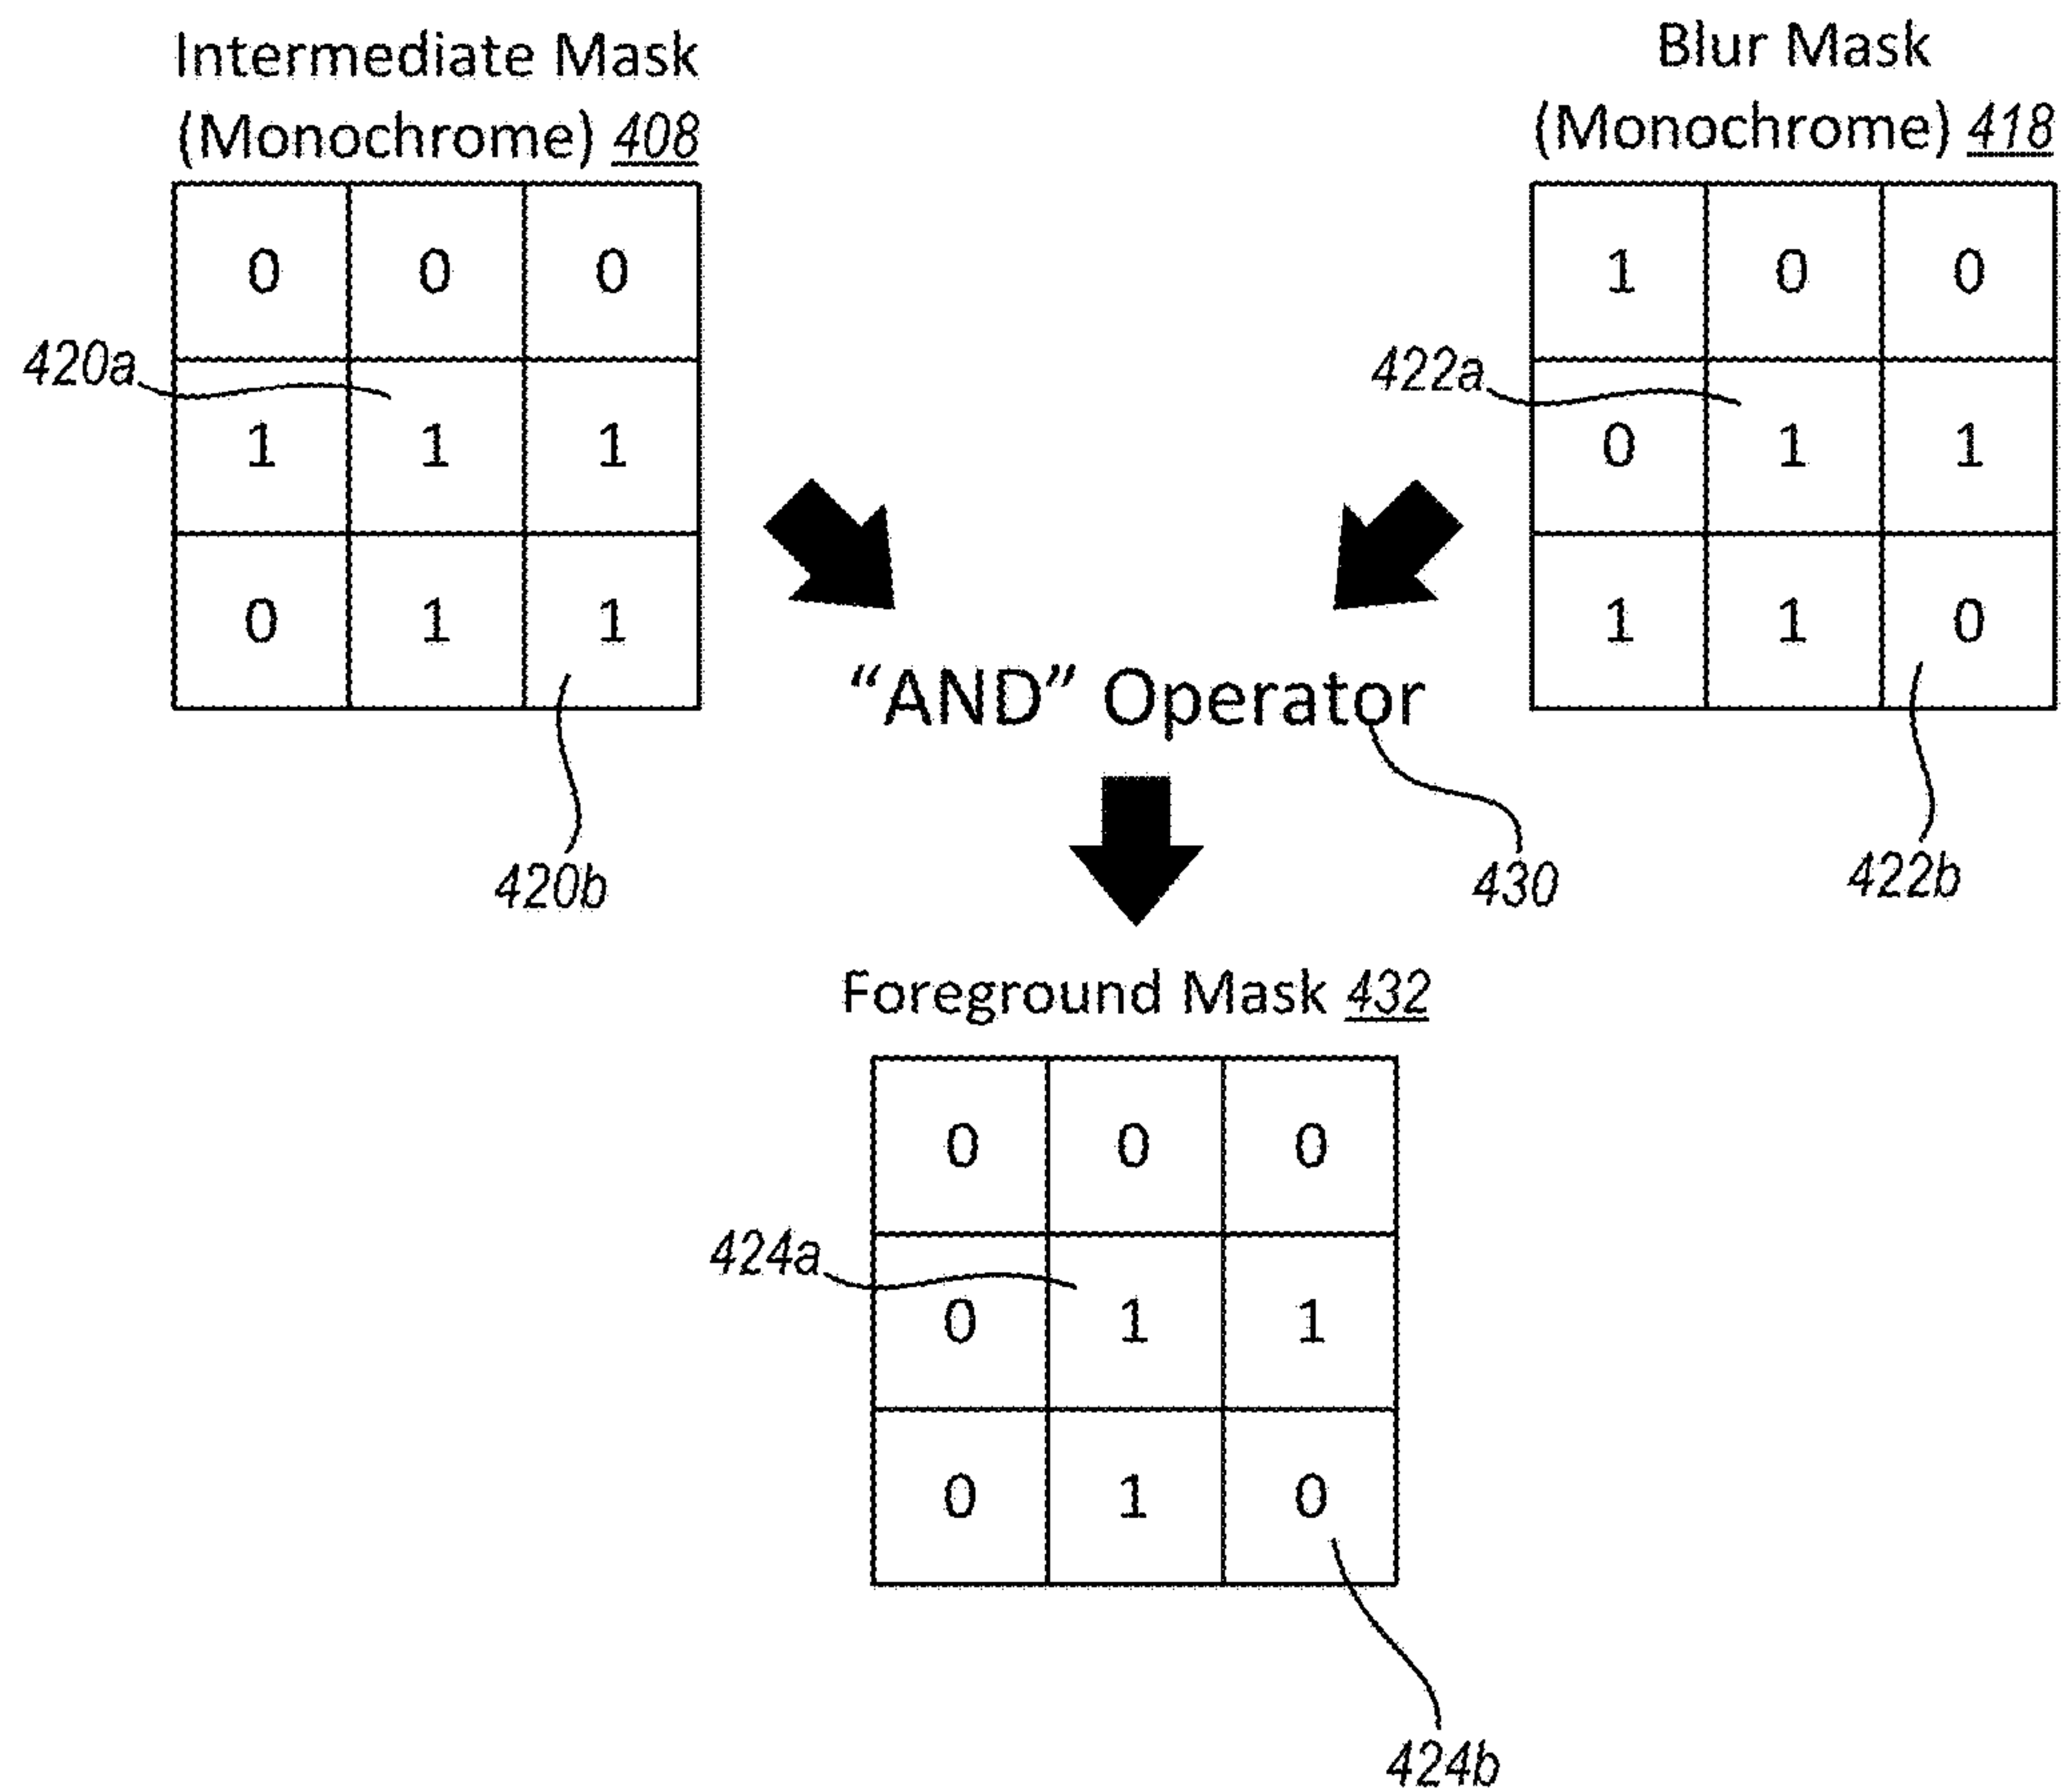 Intermediate Mask
(Monochrome) 408
0 0 0
420a
1 1 1
0 1 1
420b
Blur Mask
(Monochrome) 418
1 0 0
422a
0 1 1
1 1 0
422b
“AND” Operator
430
Foreground Mask 432
0 0 0
424a
0 1 1
0 1 0
424b